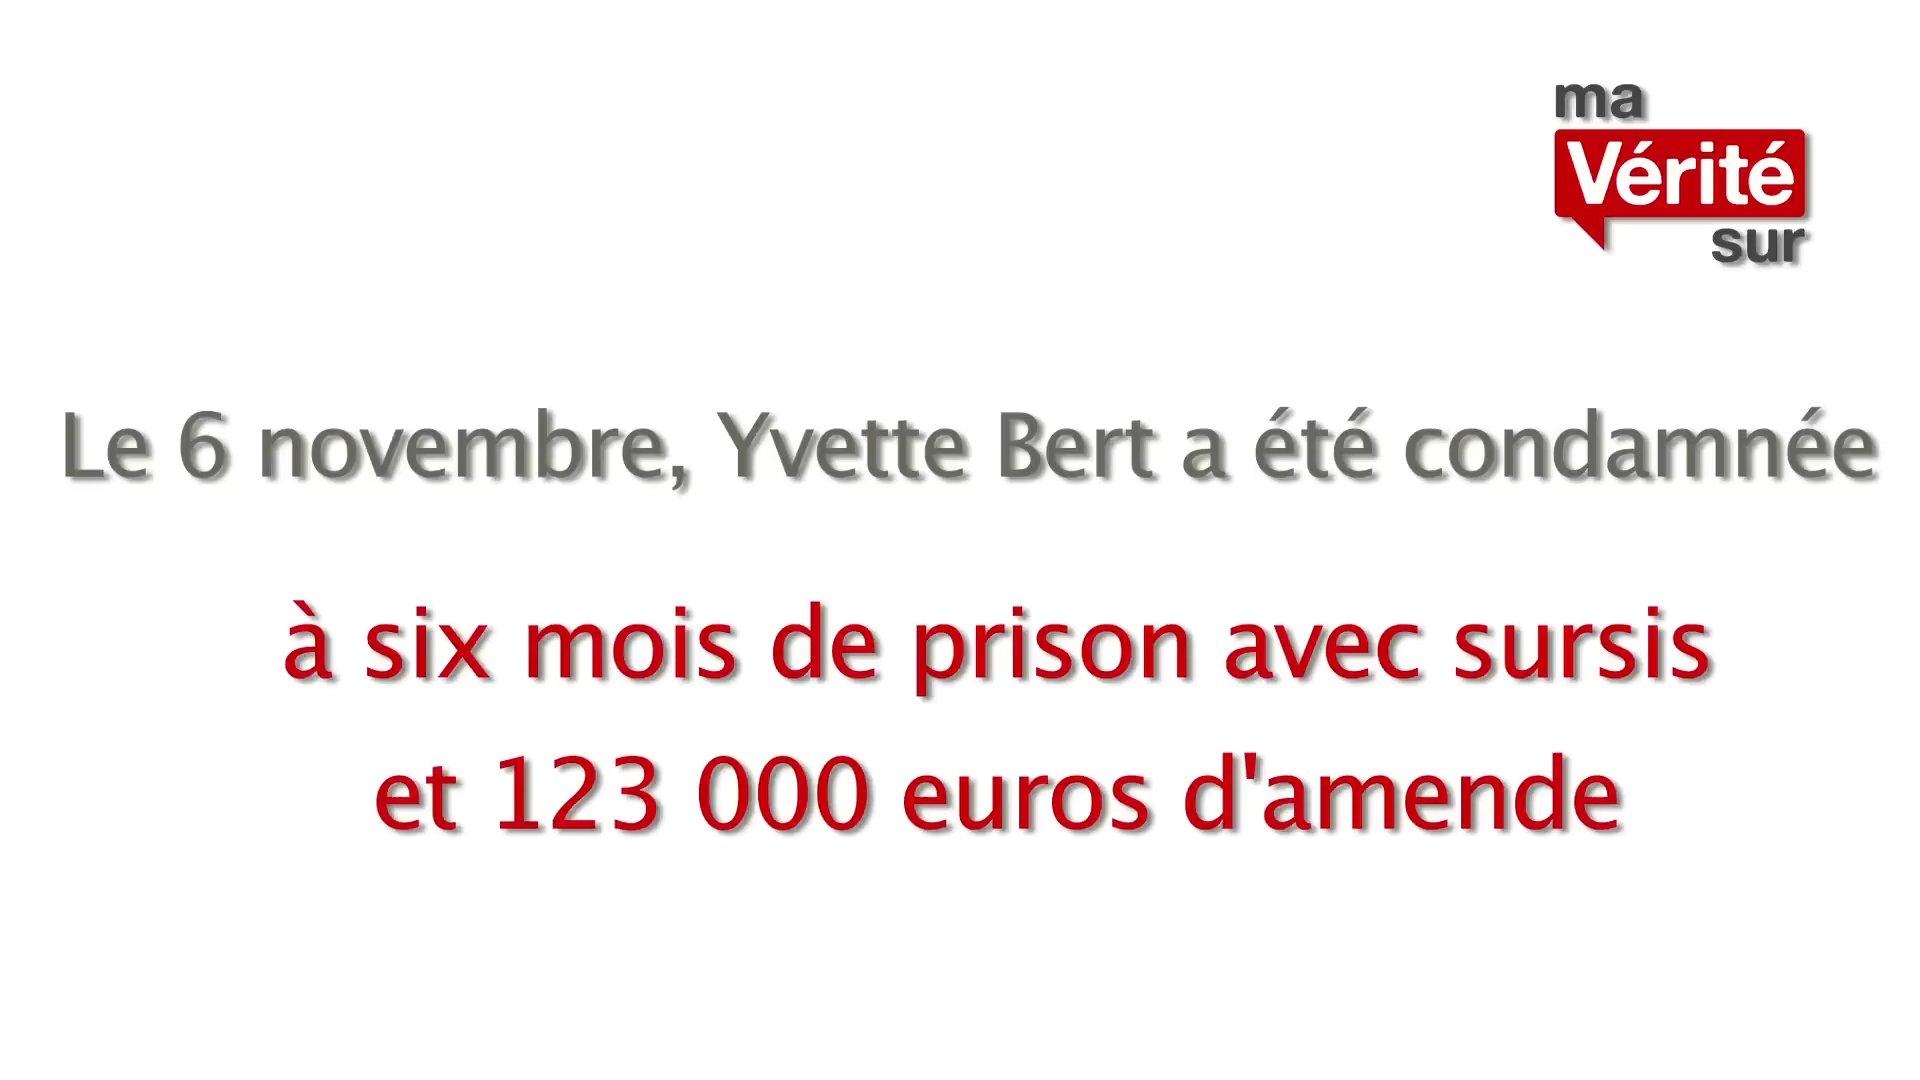 ma
Vérité
sur
Le 6 novembre, Yvette Bert a été condamnée
à six mois de prison avec sursis
et 123 000 euros d'amende